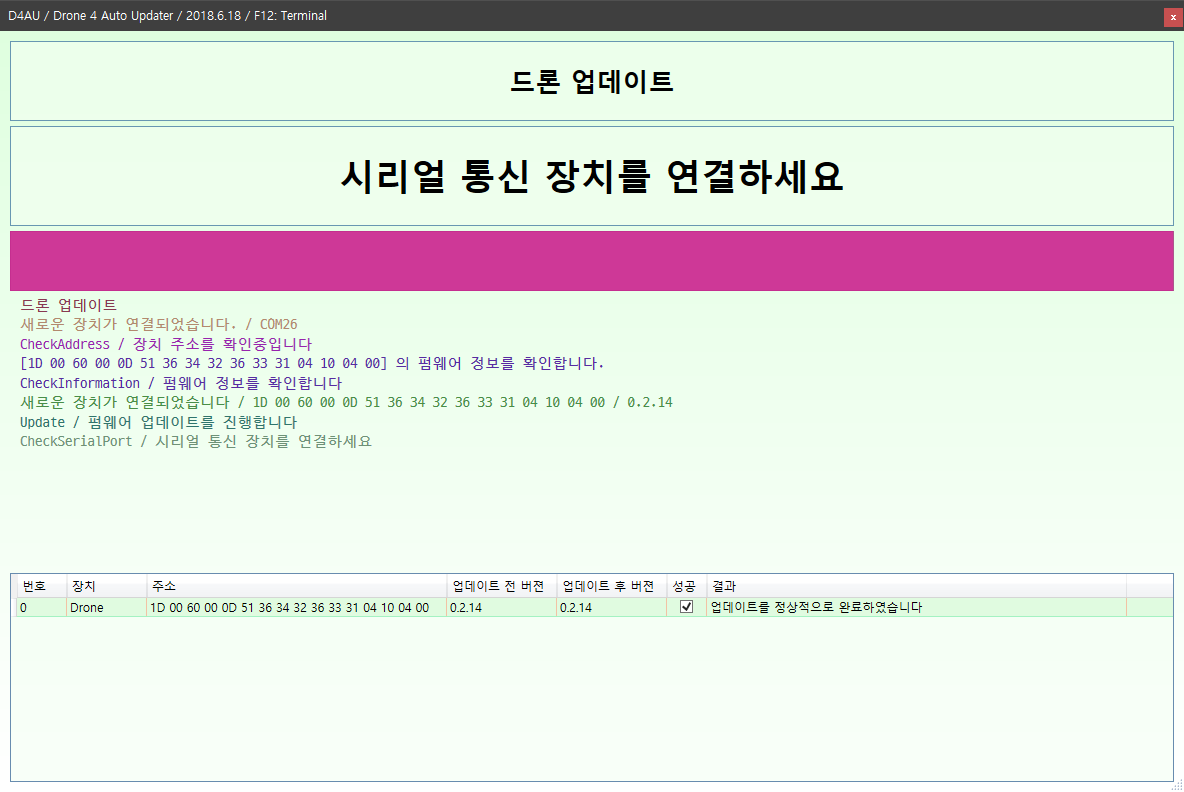 D4AU / Drone 4 Auto Updater / 2018.6.18 / F12: Terminal
x
드론 업데이트
시리얼 통신 장치를 연결하세요
드론 업데이트
새로운 장치가 연결되었습니다. / COM26
CheckAddress / 장치 주소를 확인중입니다
[1D 00 60 00 0D 51 36 34 32 36 33 31 04 10 04 00] 의 펌웨어 정보를 확인합니다.
CheckInformation / 펌웨어 정보를 확인합니다
새로운 장치가 연결되었습니다 / 1D 00 60 00 0D 51 36 34 32 36 33 31 04 10 04 00 / 0.2.14
Update / 펌웨어 업데이트를 진행합니다
CheckSerialPort / 시리얼 통신 장치를 연결하세요
번호 장치 주소 업데이트 전 버젼 업데이트 후 버젼 성공 결과
0 Drone 1D 00 60 00 0D 51 36 34 32 36 33 31 04 10 04 00 0.2.14 0.2.14 업데이트를 정상적으로 완료하였습니다